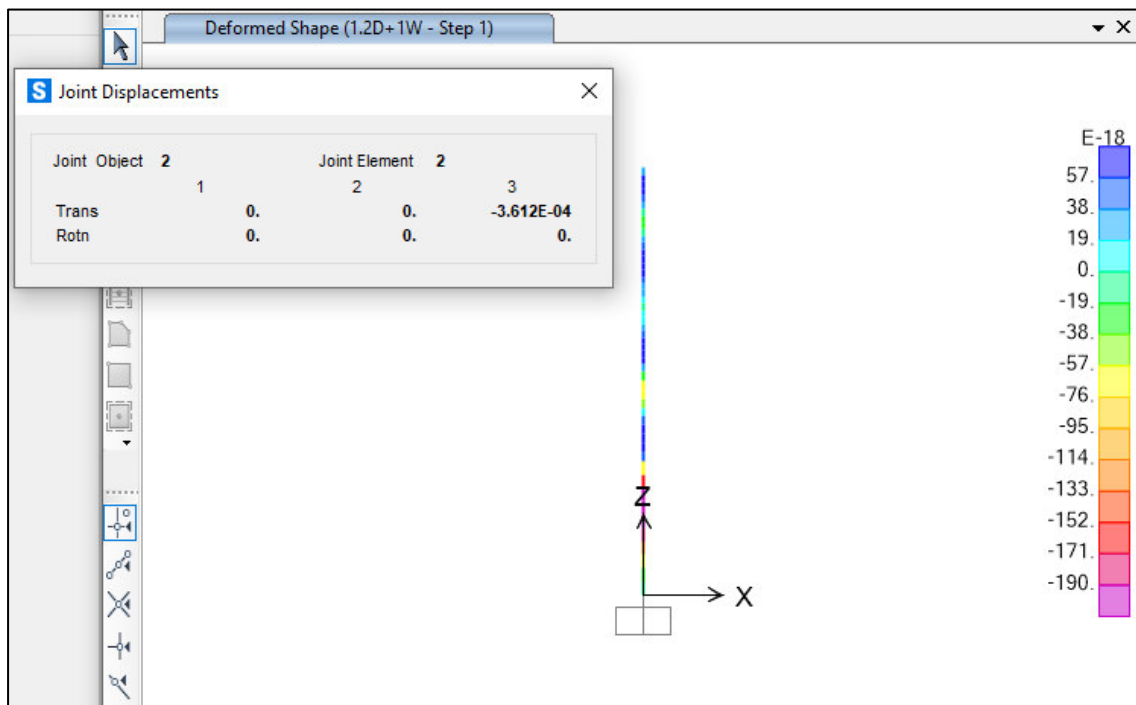 Deformed Shape (1.2D+1W - Step 1)
S Joint Displacements
Joint Object 2 Joint Element 2
1 2 3
Trans 0. 0. -3.612E-04
Rotn 0. 0. 0.
E-18
57.
38.
19.
0.
-19.
-38.
-57.
-76.
-95.
-114.
-133.
-152.
-171.
-190.
Z
X